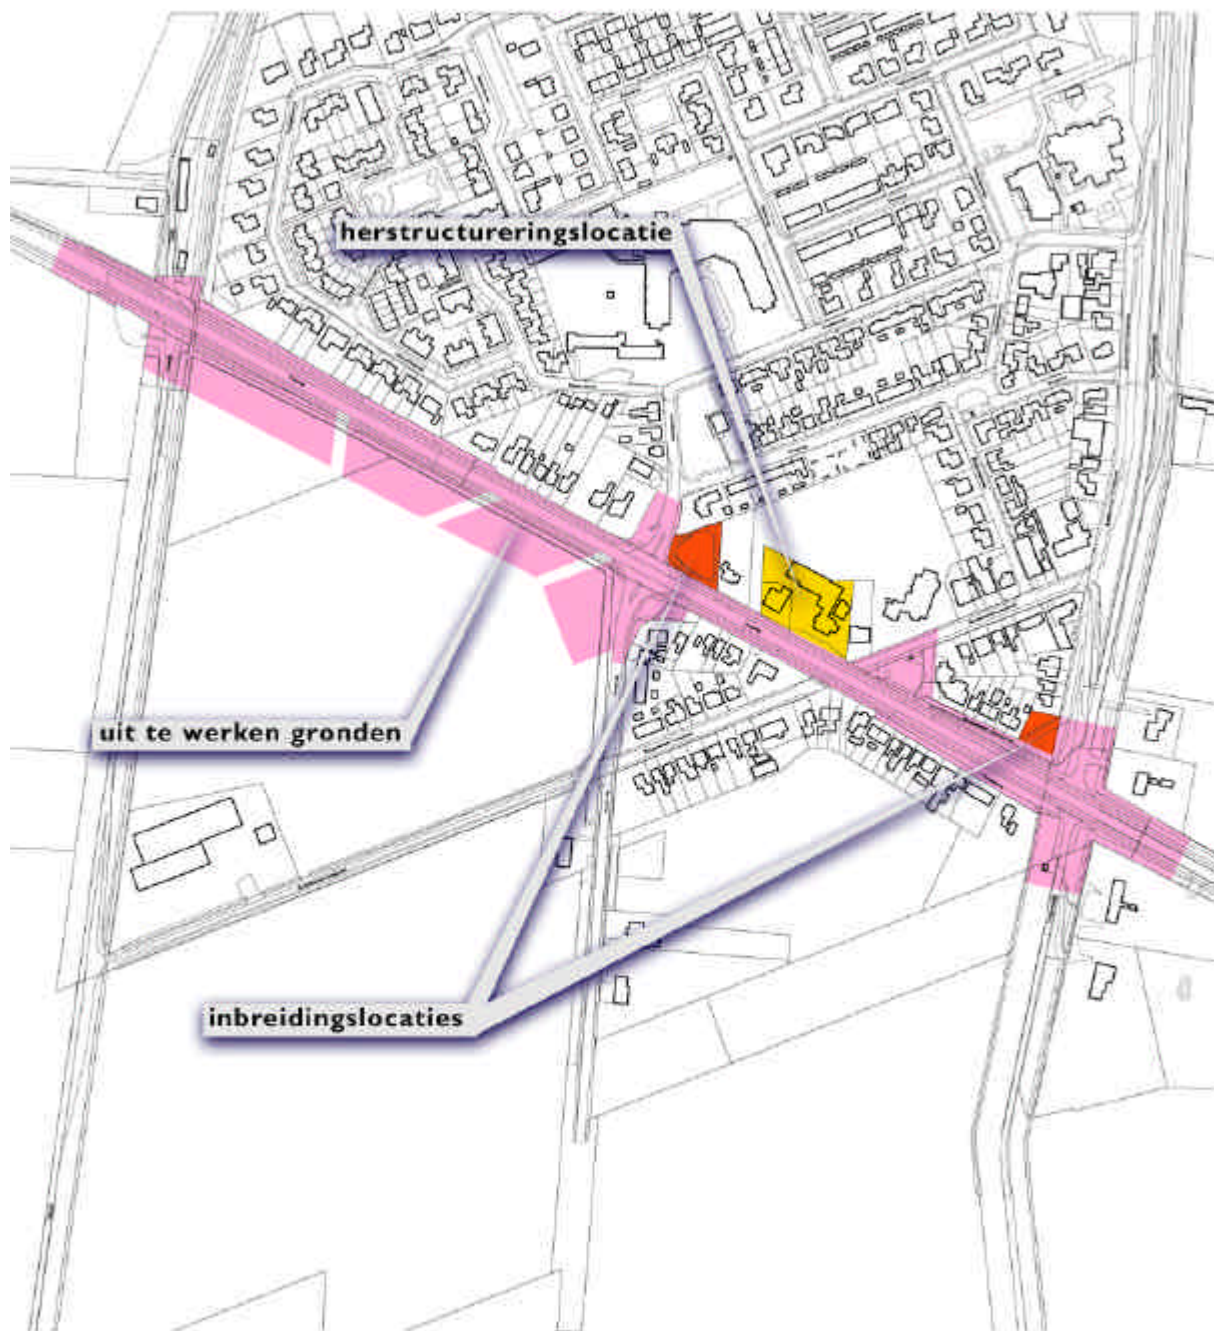 herstructureringslocatie
uit te werken gronden
inbreidingslocaties